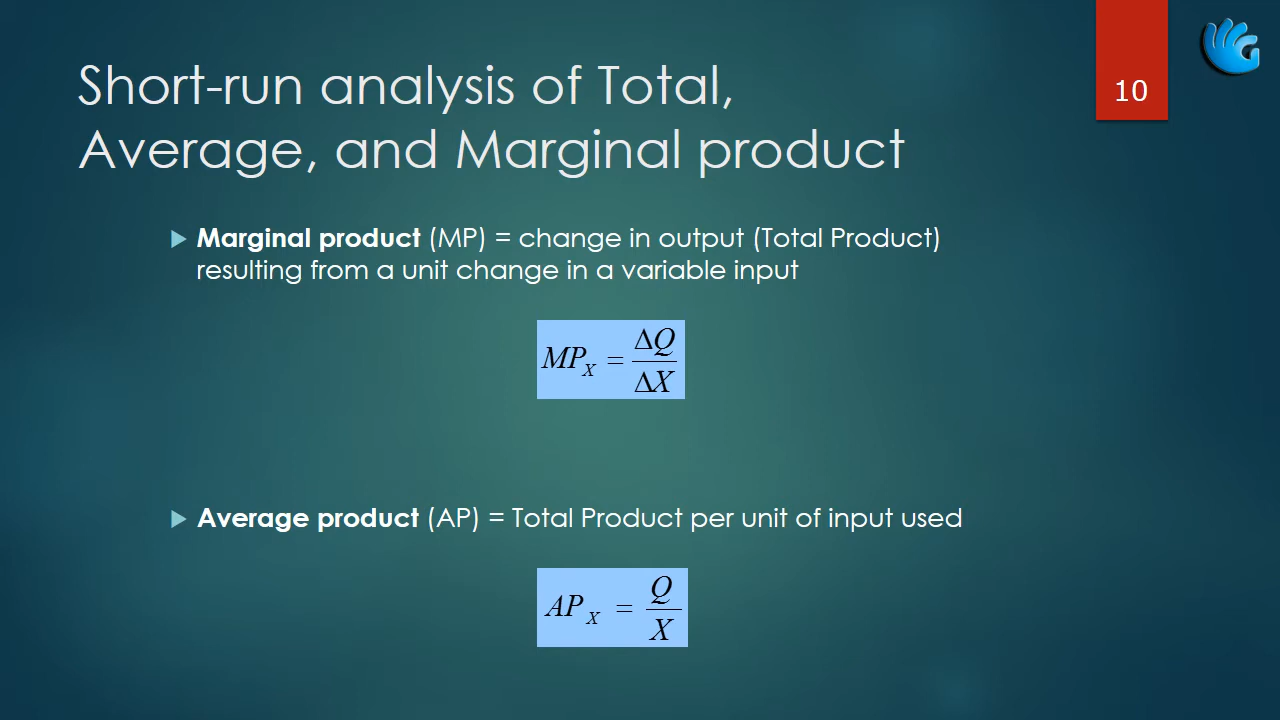 10
Short-run analysis of Total,
Average, and Marginal product
▶ Marginal product (MP) = change in output (Total Product)
resulting from a unit change in a variable input
MP_X = ΔQ/ΔX
▶ Average product (AP) = Total Product per unit of input used
AP_X = Q/X